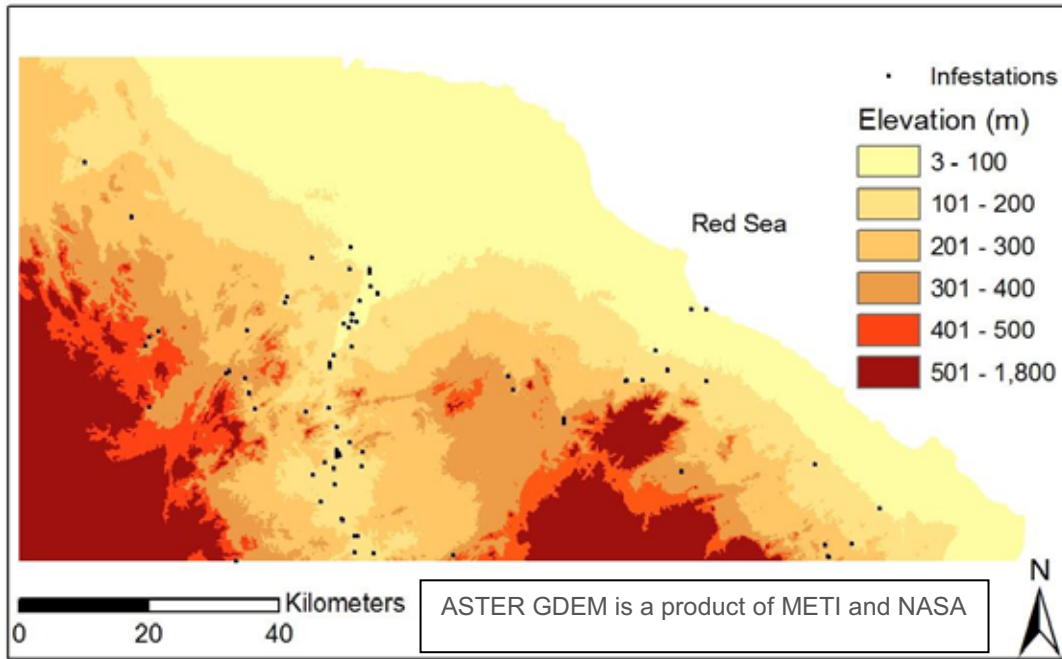 Infestations
Elevation (m)
3 - 100
101 - 200
201 - 300
301 - 400
401 - 500
501 - 1,800
Red Sea
N
Kilometers
0 20 40
ASTER GDEM is a product of METI and NASA